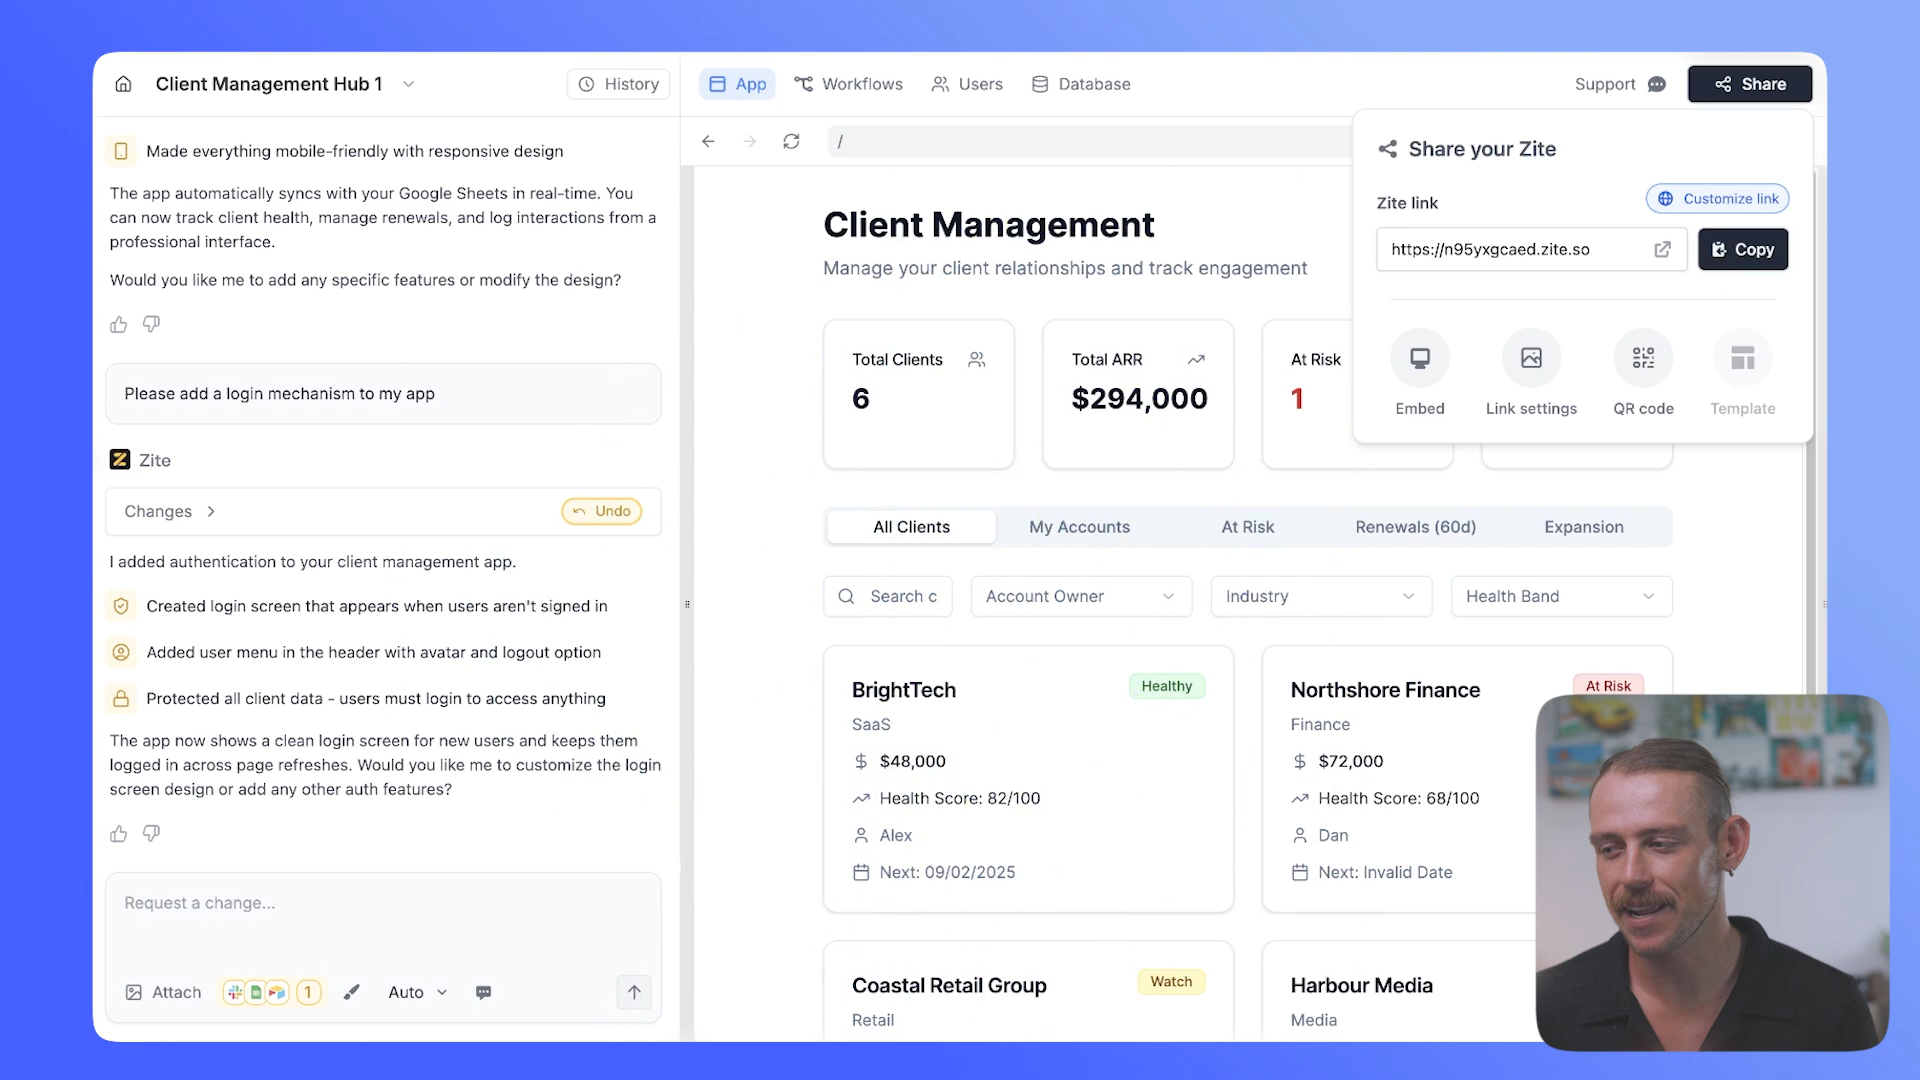 Client Management Hub 1
History
App
Workflows
Users
Database
Support
Share
Made everything mobile-friendly with responsive design
The app automatically syncs with your Google Sheets in real-time. You
can now track client health, manage renewals, and log interactions from a
professional interface.
Would you like me to add any specific features or modify the design?
Please add a login mechanism to my app
Zite
Changes
Undo
I added authentication to your client management app.
Created login screen that appears when users aren't signed in
Added user menu in the header with avatar and logout option
Protected all client data - users must login to access anything
The app now shows a clean login screen for new users and keeps them
logged in across page refreshes. Would you like me to customize the login
screen design or add any other auth features?
Request a change...
Attach
1
Auto
/
Client Management
Manage your client relationships and track engagement
Total Clients
6
Total ARR
$294,000
At Risk
1
Share your Zite
Zite link
Customize link
https://n95yxgcaed.zite.so
Copy
Embed
Link settings
QR code
Template
All Clients
My Accounts
At Risk
Renewals (60d)
Expansion
Search c
Account Owner
Industry
Health Band
BrightTech
Healthy
SaaS
$48,000
Health Score: 82/100
Alex
Next: 09/02/2025
Northshore Finance
At Risk
Finance
$72,000
Health Score: 68/100
Dan
Next: Invalid Date
Coastal Retail Group
Watch
Retail
Harbour Media
Media